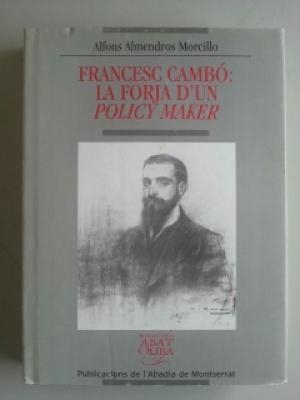 Alfons Almendros Morcillo
FRANCESC CAMBÓ:
LA FORJA D'UN
POLICY MAKER
ABAT
OLIBA
Publicacions de l'Abadia de Montserrat